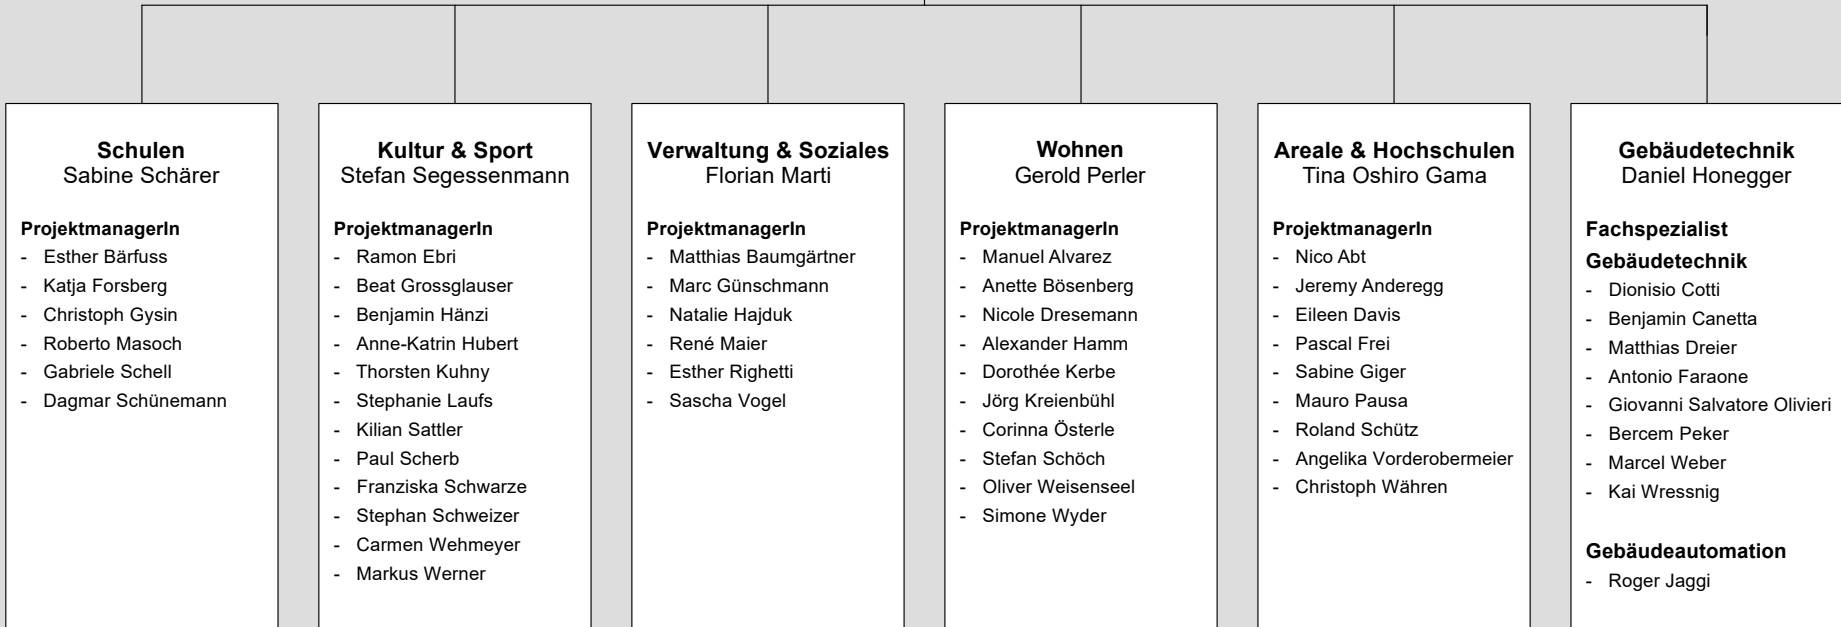 Schulen
Sabine Schärer
ProjektmanagerIn
- Esther Bärfuss
- Katja Forsberg
- Christoph Gysin
- Roberto Masoch
- Gabriele Schell
- Dagmar Schünemann
Kultur & Sport
Stefan Segessenmann
ProjektmanagerIn
- Ramon Ebri
- Beat Grossglauser
- Benjamin Hänzi
- Anne-Katrin Hubert
- Thorsten Kuhny
- Stephanie Laufs
- Kilian Sattler
- Paul Scherb
- Franziska Schwarze
- Stephan Schweizer
- Carmen Wehmeyer
- Markus Werner
Verwaltung & Soziales
Florian Marti
ProjektmanagerIn
- Matthias Baumgärtner
- Marc Günschmann
- Natalie Hajduk
- René Maier
- Esther Righetti
- Sascha Vogel
Wohnen
Gerold Perler
ProjektmanagerIn
- Manuel Alvarez
- Anette Bösenberg
- Nicole Dresemann
- Alexander Hamm
- Dorothée Kerbe
- Jörg Kreienbühl
- Corinna Österle
- Stefan Schöch
- Oliver Weisenseel
- Simone Wyder
Areale & Hochschulen
Tina Oshiro Gama
ProjektmanagerIn
- Nico Abt
- Jeremy Anderegg
- Eileen Davis
- Pascal Frei
- Sabine Giger
- Mauro Pausa
- Roland Schütz
- Angelika Vorderobermeier
- Christoph Währen
Gebäudetechnik
Daniel Honegger
Fachspezialist
Gebäudetechnik
- Dionisio Cotti
- Benjamin Canetta
- Matthias Dreier
- Antonio Faraone
- Giovanni Salvatore Olivieri
- Bercem Peker
- Marcel Weber
- Kai Wressnig
Gebäudeautomation
- Roger Jaggi